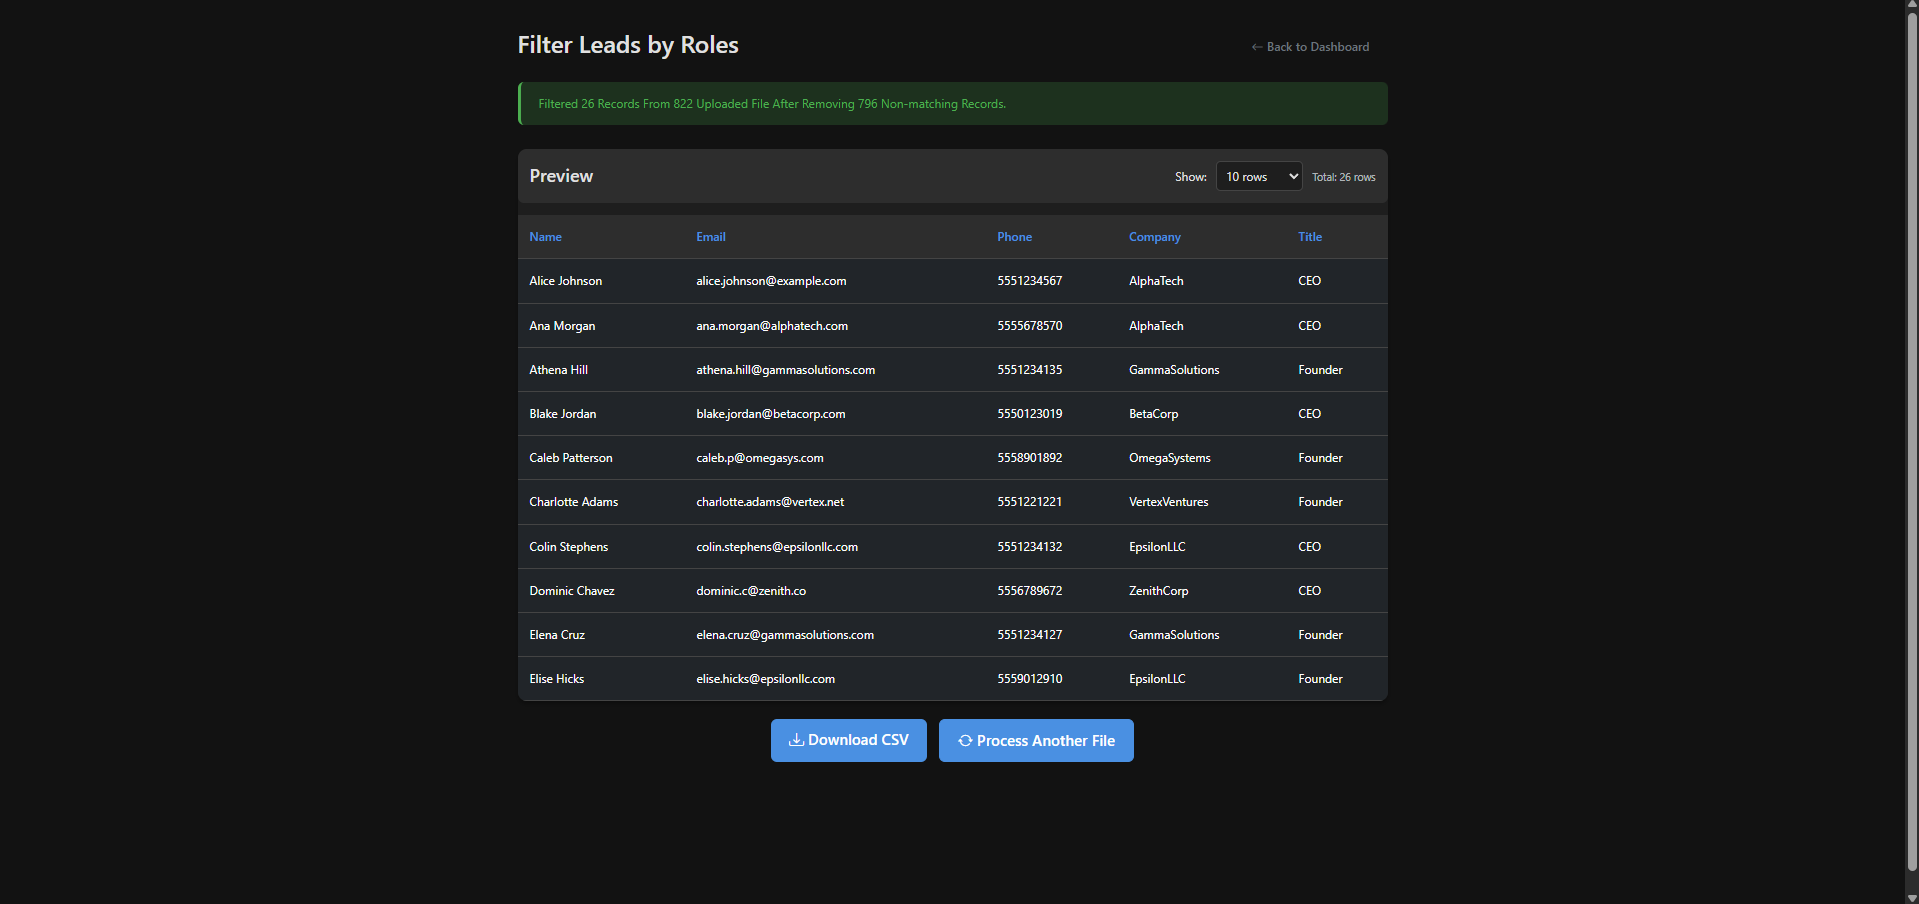 Filter Leads by Roles
← Back to Dashboard
Filtered 26 Records From 822 Uploaded File After Removing 796 Non-matching Records.
Preview
Show: 10 rows Total: 26 rows
Name Email Phone Company Title
Alice Johnson alice.johnson@example.com 5551234567 AlphaTech CEO
Ana Morgan ana.morgan@alphatech.com 5555678570 AlphaTech CEO
Athena Hill athena.hill@gammasolutions.com 5551234135 GammaSolutions Founder
Blake Jordan blake.jordan@betacorp.com 5550123019 BetaCorp CEO
Caleb Patterson caleb.p@omegasys.com 5558901892 OmegaSystems Founder
Charlotte Adams charlotte.adams@vertex.net 5551221221 VertexVentures Founder
Colin Stephens colin.stephens@epsilonllc.com 5551234132 EpsilonLLC CEO
Dominic Chavez dominic.c@zenith.co 5556789672 ZenithCorp CEO
Elena Cruz elena.cruz@gammasolutions.com 5551234127 GammaSolutions Founder
Elise Hicks elise.hicks@epsilonllc.com 5559012910 EpsilonLLC Founder
Download CSV
Process Another File